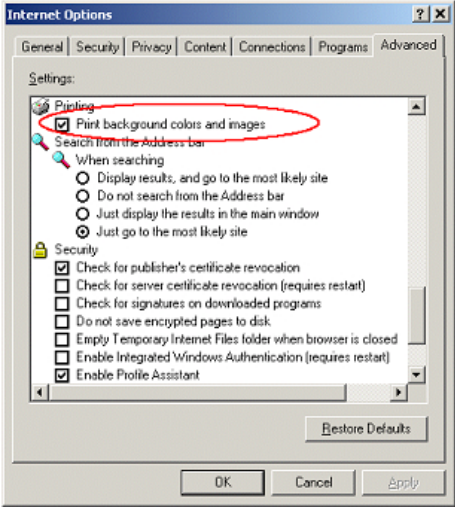 Internet Options
General Security Privacy Content Connections Programs Advanced
Settings:
Printing
Print background colors and images
Search from the Address bar
When searching
Display results, and go to the most likely site
Do not search from the Address bar
Just display the results in the main window
Just go to the most likely site
Security
Check for publisher's certificate revocation
Check for server certificate revocation (requires restart)
Check for signatures on downloaded programs
Do not save encrypted pages to disk
Empty Temporary Internet Files folder when browser is closed
Enable Integrated Windows Authentication (requires restart)
Enable Profile Assistant
Restore Defaults
OK Cancel Apply